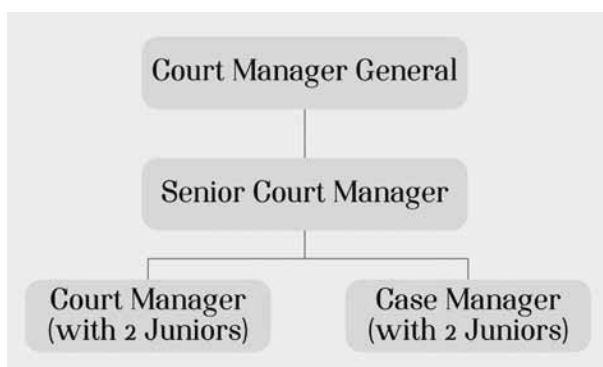 Court Manager General
Senior Court Manager
Court Manager
(with 2 Juniors)
Case Manager
(with 2 Juniors)